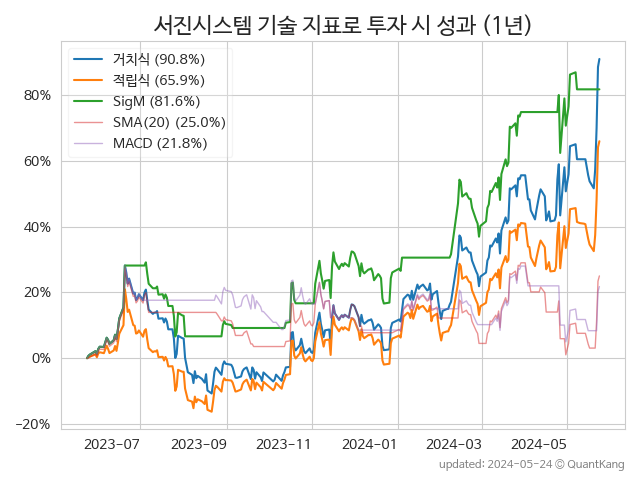 서진시스템 기술 지표로 투자 시 성과 (1년)
거치식 (90.8%)
적립식 (65.9%)
SigM (81.6%)
SMA(20) (25.0%)
MACD (21.8%)
80%
60%
40%
20%
0%
−20%
2023-07 2023-09 2023-11 2024-01 2024-03 2024-05
updated: 2024-05-24 © QuantKang